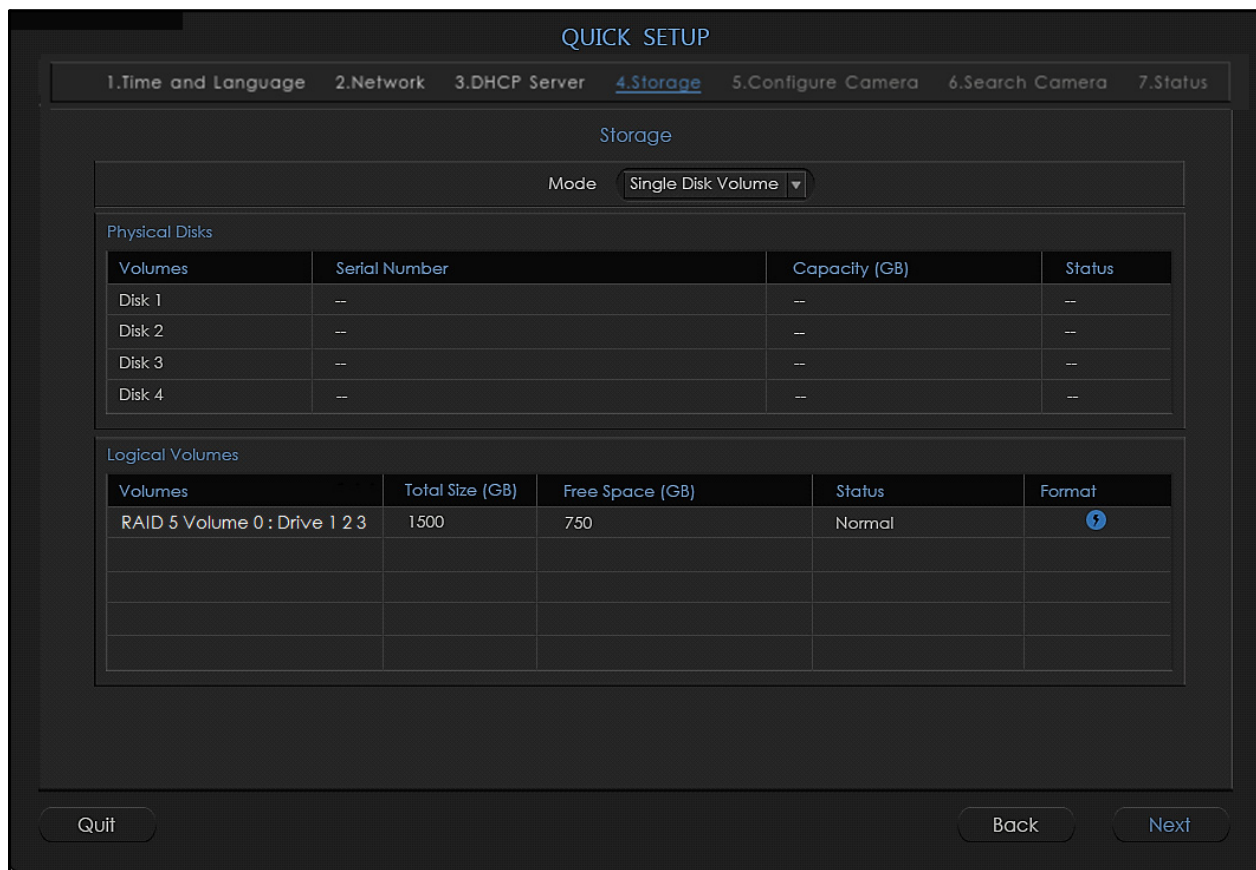 QUICK SETUP
1.Time and Language 2.Network 3.DHCP Server 4.Storage 5.Configure Camera 6.Search Camera 7.Status
Storage
Mode Single Disk Volume
Physical Disks
Volumes Serial Number Capacity (GB) Status
Disk 1 -- -- --
Disk 2 -- -- --
Disk 3 -- -- --
Disk 4 -- -- --
Logical Volumes
Volumes Total Size (GB) Free Space (GB) Status Format
RAID 5 Volume 0 : Drive 1 2 3 1500 750 Normal
Quit Back Next